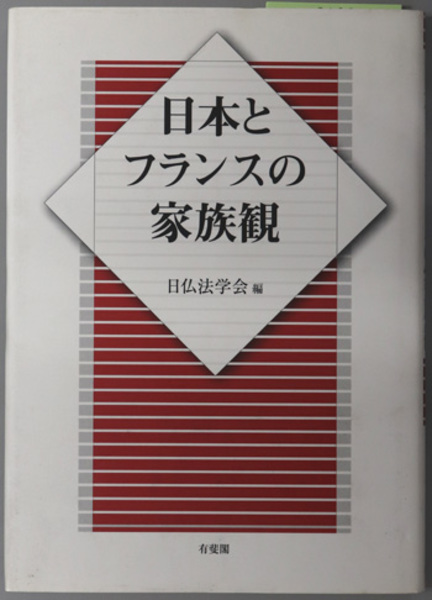 日本と
フランスの
家族観
日仏法学会 編
有斐閣